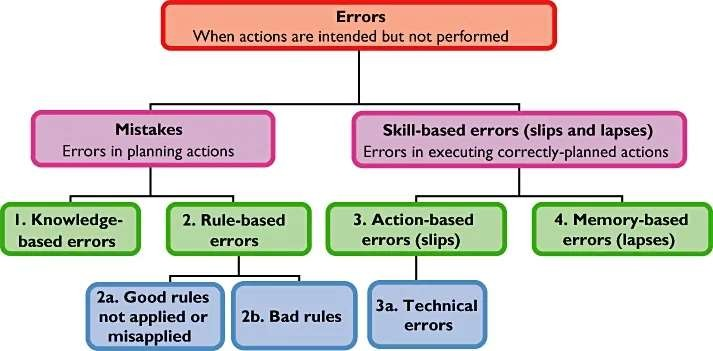 Errors
When actions are intended but not performed
Mistakes
Errors in planning actions
Skill-based errors (slips and lapses)
Errors in executing correctly-planned actions
1. Knowledge-
based errors
2. Rule-based
errors
3. Action-based
errors (slips)
4. Memory-based
errors (lapses)
2a. Good rules
not applied or
misapplied
2b. Bad rules
3a. Technical
errors